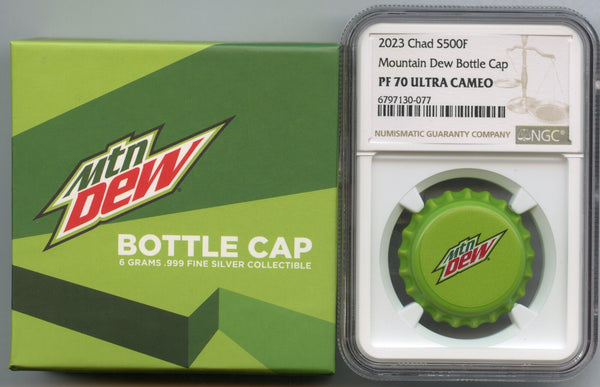 Mtn
DEW
BOTTLE CAP
6 GRAMS .999 FINE SILVER COLLECTIBLE
2023 Chad S500F
Mountain Dew Bottle Cap
PF 70 ULTRA CAMEO
6797130-077
NUMISMATIC GUARANTY COMPANY
NGC®
Mtn
DEW